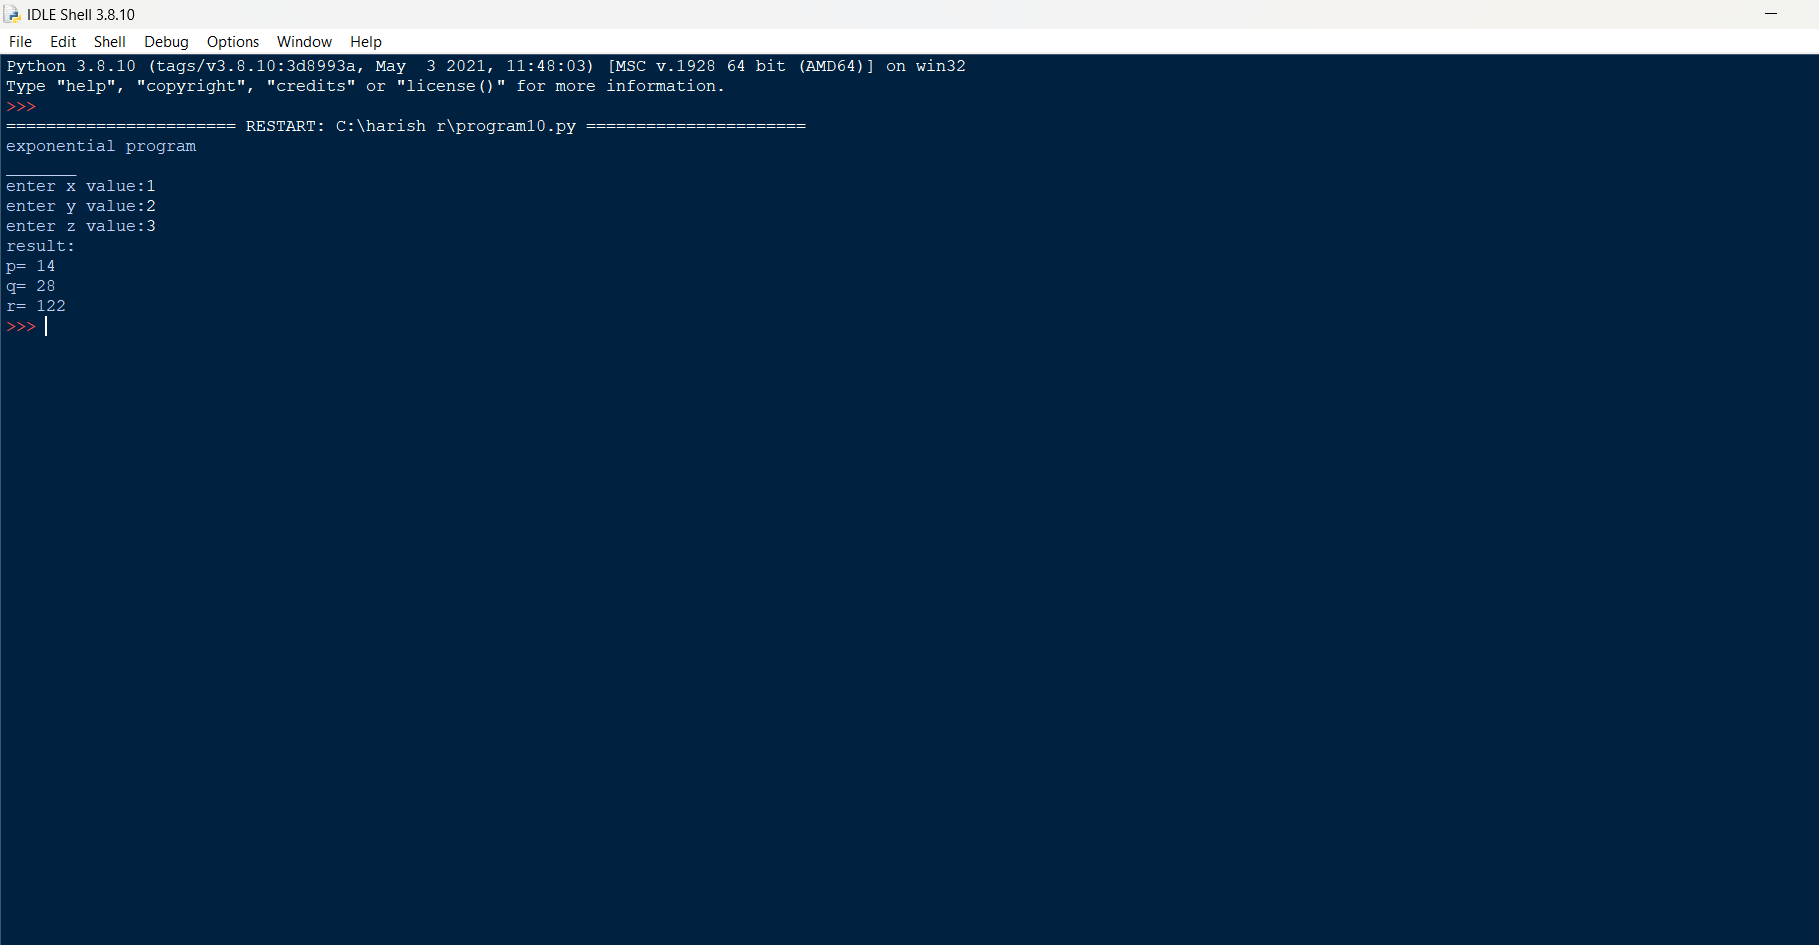 IDLE Shell 3.8.10
File Edit Shell Debug Options Window Help
Python 3.8.10 (tags/v3.8.10:3d8993a, May  3 2021, 11:48:03) [MSC v.1928 64 bit (AMD64)] on win32
Type "help", "copyright", "credits" or "license()" for more information.
>>>
======================= RESTART: C:\harish r\program10.py ======================
exponential program
_______
enter x value:1
enter y value:2
enter z value:3
result:
p= 14
q= 28
r= 122
>>>